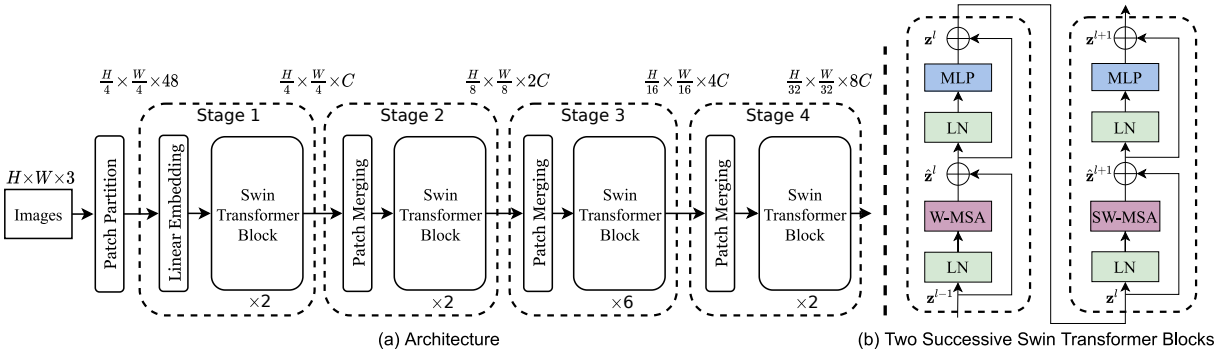 H/4 × W/4 × 48
H/4 × W/4 × C
H/8 × W/8 × 2C
H/16 × W/16 × 4C
H/32 × W/32 × 8C
H×W×3
Images
Patch Partition
Stage 1
Linear Embedding
Swin
Transformer
Block
×2
Stage 2
Patch Merging
Swin
Transformer
Block
×2
Stage 3
Patch Merging
Swin
Transformer
Block
×6
Stage 4
Patch Merging
Swin
Transformer
Block
×2
(a) Architecture
z^l
MLP
LN
ẑ^l
W-MSA
LN
z^{l-1}
z^{l+1}
MLP
LN
ẑ^{l+1}
SW-MSA
LN
z^l
(b) Two Successive Swin Transformer Blocks